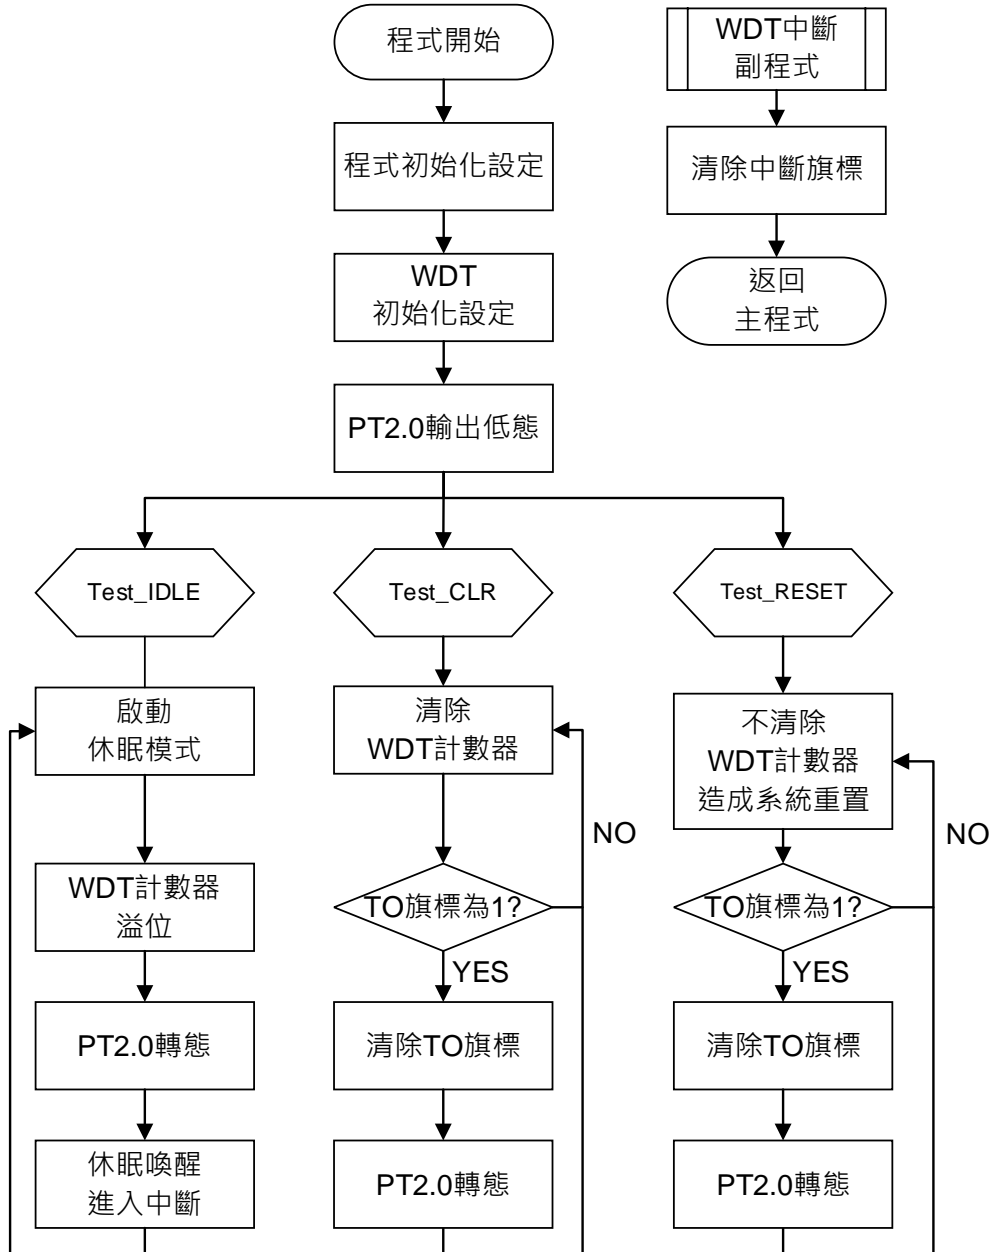 程式開始
程式初始化設定
WDT
初始化設定
PT2.0輸出低態
WDT中斷
副程式
清除中斷旗標
返回
主程式
Test_IDLE
啟動
休眠模式
WDT計數器
溢位
PT2.0轉態
休眠喚醒
進入中斷
Test_CLR
清除
WDT計數器
NO
TO旗標為1?
YES
清除TO旗標
PT2.0轉態
Test_RESET
不清除
WDT計數器
造成系統重置
NO
TO旗標為1?
YES
清除TO旗標
PT2.0轉態